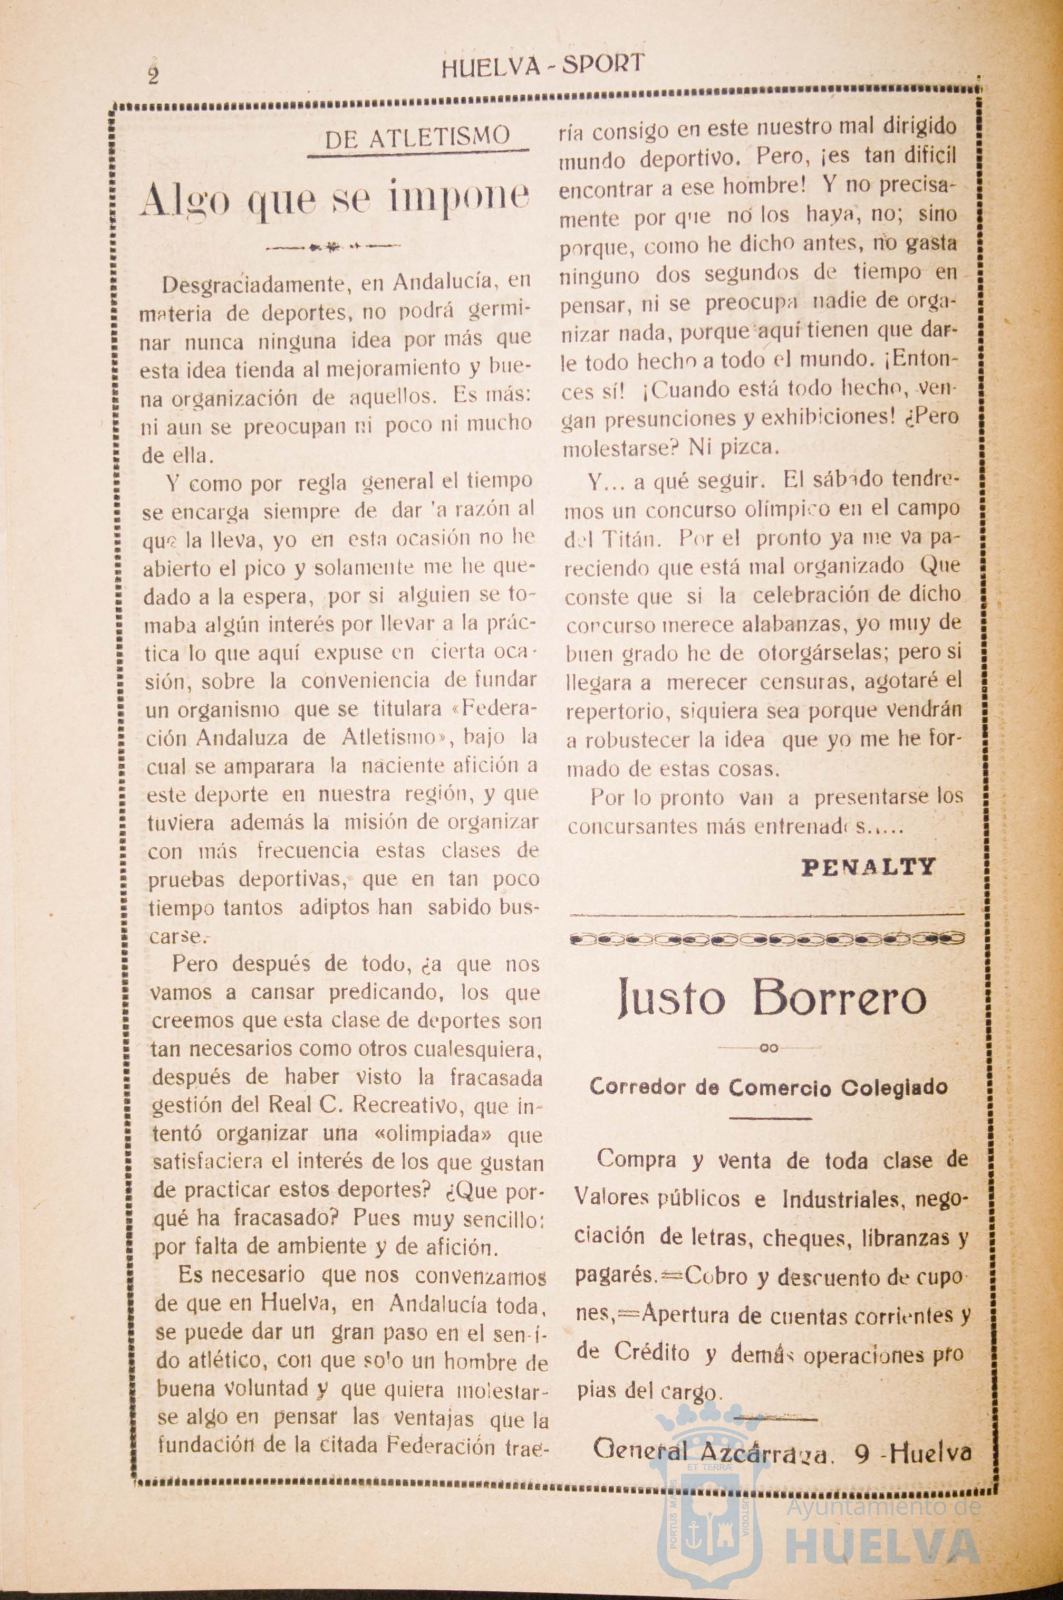 2
HUELVA - SPORT
DE ATLETISMO
Algo que se impone
Desgraciadamente, en Andalucía, en
materia de deportes, no podrá germi-
nar nunca ninguna idea por más que
esta idea tienda al mejoramiento y bue-
na organización de aquellos. Es más:
ni aun se preocupan ni poco ni mucho
de ella.
Y como por regla general el tiempo
se encarga siempre de dar 'a razón al
que la lleva, yo en esta ocasión no he
abierto el pico y solamente me he que-
dado a la espera, por si alguien se to-
maba algún interés por llevar a la prác-
tica lo que aquí expuse en cierta oca-
sión, sobre la conveniencia de fundar
un organismo que se titulara «Federa-
ción Andaluza de Atletismo», bajo la
cual se amparara la naciente afición a
este deporte en nuestra región, y que
tuviera además la misión de organizar
con más frecuencia estas clases de
pruebas deportivas, que en tan poco
tiempo tantos adiptos han sabido bus-
carse.
Pero después de todo, ¿a que nos
vamos a cansar predicando, los que
creemos que esta clase de deportes son
tan necesarios como otros cualesquiera,
después de haber visto la fracasada
gestión del Real C. Recreativo, que in-
tentó organizar una «olimpiada» que
satisfaciera el interés de los que gustan
de practicar estos deportes? ¿Que por-
qué ha fracasado? Pues muy sencillo:
por falta de ambiente y de afición.
Es necesario que nos convenzamos
de que en Huelva, en Andalucía toda,
se puede dar un gran paso en el sen-í-
do atlético, con que so'o un hombre de
buena voluntad y que quiera molestar-
se algo en pensar las ventajas que la
fundación de la citada Federación trae-
ría consigo en este nuestro mal dirigido
mundo deportivo. Pero, ¡es tan dificil
encontrar a ese hombre! Y no precisa-
mente por que no los haya, no; sino
porque, como he dicho antes, no gasta
ninguno dos segundos de tiempo en
pensar, ni se preocupa nadie de orga-
nizar nada, porque aquí tienen que dar-
le todo hecho a todo el mundo. ¡Enton-
ces sí! ¡Cuando está todo hecho, ven-
gan presunciones y exhibiciones! ¿Pero
molestarse? Ni pizca.
Y... a qué seguir. El sábado tendre-
mos un concurso olímpico en el campo
del Titán. Por el pronto ya me va pa-
reciendo que está mal organizado Que
conste que si la celebración de dicho
concurso merece alabanzas, yo muy de
buen grado he de otorgárselas; pero si
llegara a merecer censuras, agotaré el
repertorio, siquiera sea porque vendrán
a robustecer la idea que yo me he for-
mado de estas cosas.
Por lo pronto van a presentarse los
concursantes más entrenados.....
PENALTY
Justo Borrero
Corredor de Comercio Colegiado
Compra y venta de toda clase de
Valores públicos e Industriales, nego-
ciación de letras, cheques, libranzas y
pagarés.=Cobro y descuento de cupo-
nes,=Apertura de cuentas corrientes y
de Crédito y demás operaciones pro
pias del cargo.
General Azcárraga. 9 -Huelva
PORTUS MARIS ET TERRAE CUSTODIA
Ayuntamiento de
HUELVA